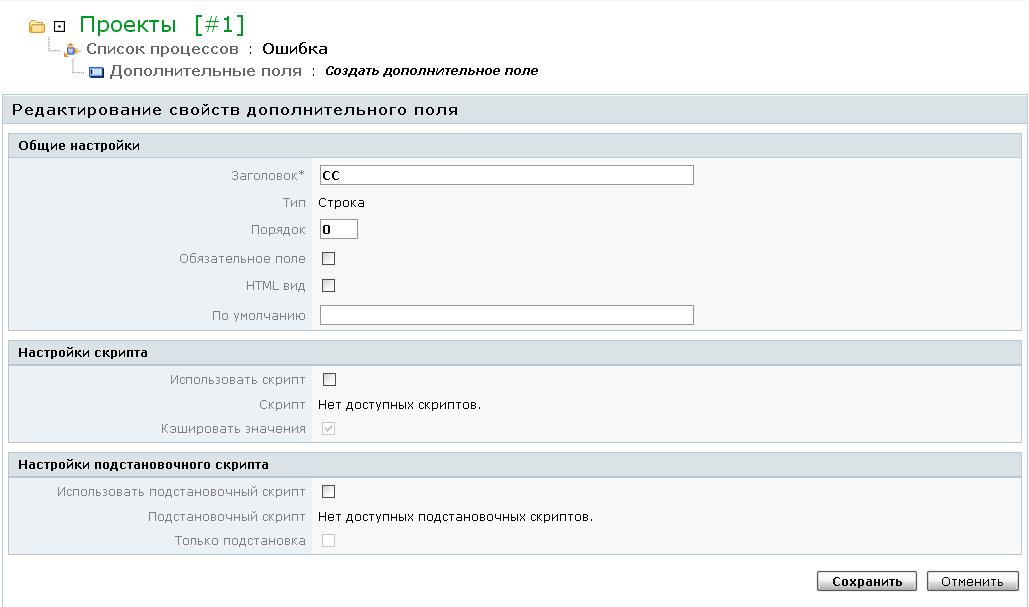 Проекты [#1]
Список процессов : Ошибка
Дополнительные поля : Создать дополнительное поле
Редактирование свойств дополнительного поля
Общие настройки
Заголовок* CC
Тип Строка
Порядок 0
Обязательное поле
HTML вид
По умолчанию
Настройки скрипта
Использовать скрипт
Скрипт Нет доступных скриптов.
Кэшировать значения
Настройки подстановочного скрипта
Использовать подстановочный скрипт
Подстановочный скрипт Нет доступных подстановочных скриптов.
Только подстановка
Сохранить Отменить